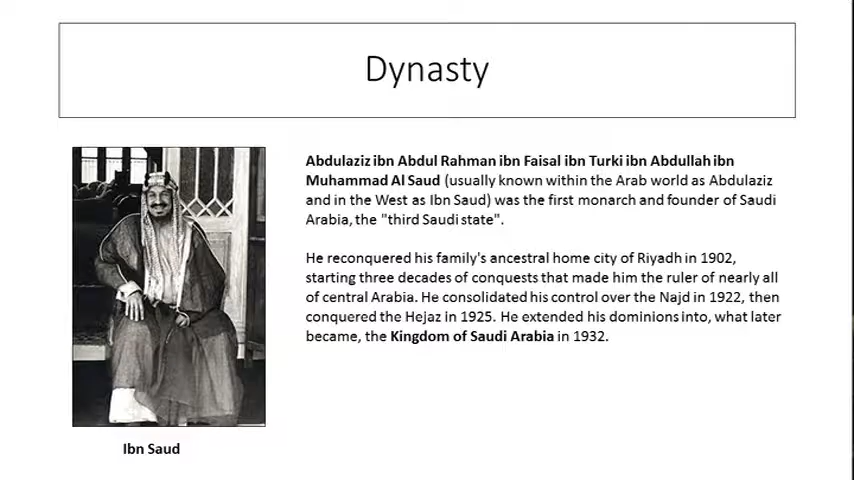 Dynasty
Abdulaziz ibn Abdul Rahman ibn Faisal ibn Turki ibn Abdullah ibn
Muhammad Al Saud (usually known within the Arab world as Abdulaziz
and in the West as Ibn Saud) was the first monarch and founder of Saudi
Arabia, the "third Saudi state".
He reconquered his family's ancestral home city of Riyadh in 1902,
starting three decades of conquests that made him the ruler of nearly all
of central Arabia. He consolidated his control over the Najd in 1922, then
conquered the Hejaz in 1925. He extended his dominions into, what later
became, the Kingdom of Saudi Arabia in 1932.
Ibn Saud